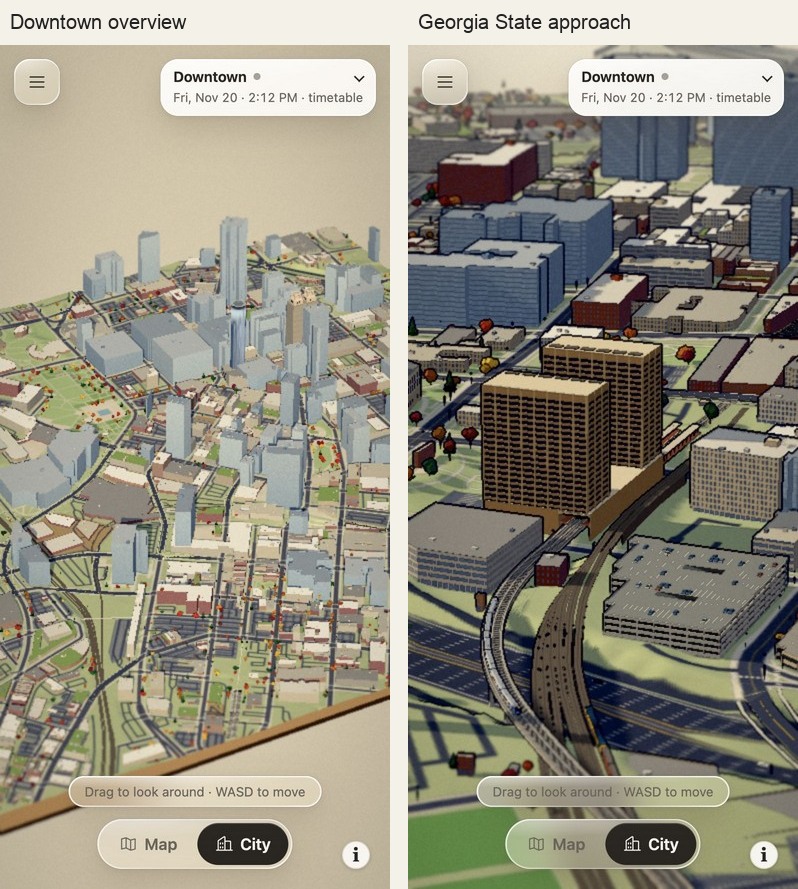 Downtown overview
Georgia State approach
Downtown
Fri, Nov 20 · 2:12 PM · timetable
Downtown
Fri, Nov 20 · 2:12 PM · timetable
Drag to look around · WASD to move
Drag to look around · WASD to move
Map City
i
Map City
i